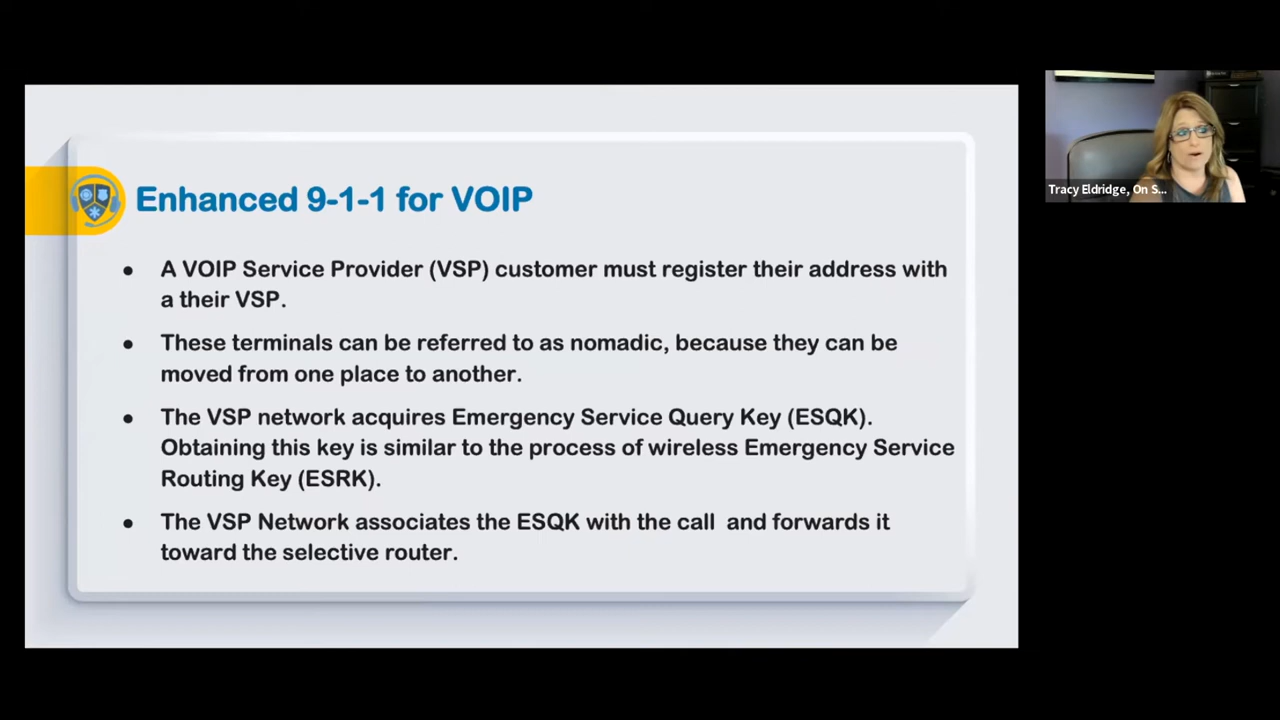 Enhanced 9-1-1 for VOIP
A VOIP Service Provider (VSP) customer must register their address with
a their VSP.
These terminals can be referred to as nomadic, because they can be
moved from one place to another.
The VSP network acquires Emergency Service Query Key (ESQK).
Obtaining this key is similar to the process of wireless Emergency Service
Routing Key (ESRK).
The VSP Network associates the ESQK with the call  and forwards it
toward the selective router.
Tracy Eldridge, On S...